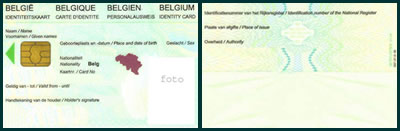 BELGIË BELGIQUE BELGIEN BELGIUM
IDENTITEITSKAART CARTE D'IDENTITE PERSONALAUSWEIS IDENTITY CARD
Naam / Name
Voornamen / Given names
Geboorteplaats en -datum / Place and date of birth
Geslacht / Sex
Nationaliteit
Nationality Belg
Kaartnr / Card No
foto
Geldig van - tot / Valid from - until
Handtekening van de houder / Holder's signature
Identificatienummer van het Rijksregister / Identification number of the National Register
Plaats van afgifte / Place of issue
Overheid / Authority